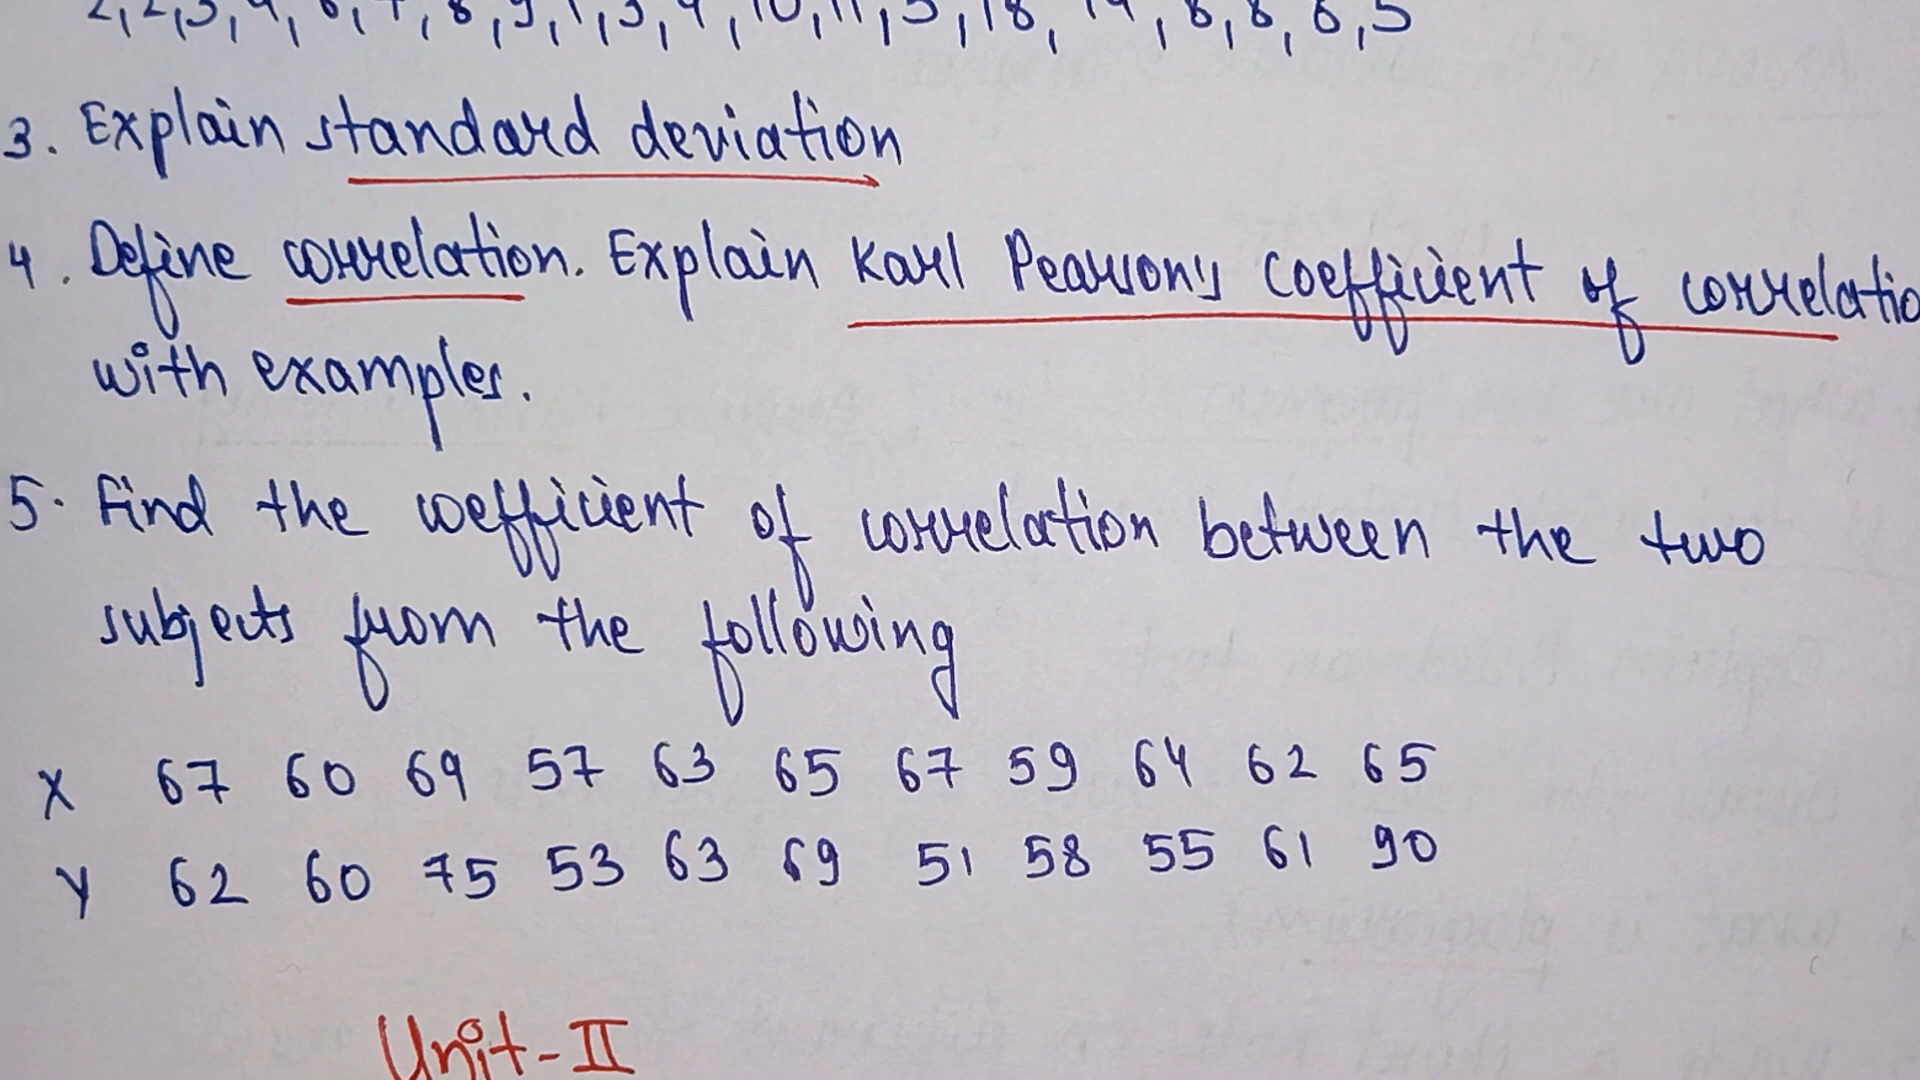 3. Explain standard deviation
4. Define correlation. Explain Karl Pearson's Coefficient of correlatio
with examples.
5. Find the coefficient of correlation between the two
subjects from the following
X 67 60 69 57 63 65 67 59 64 62 65
Y 62 60 75 53 63 69 51 58 55 61 90
Unit-II